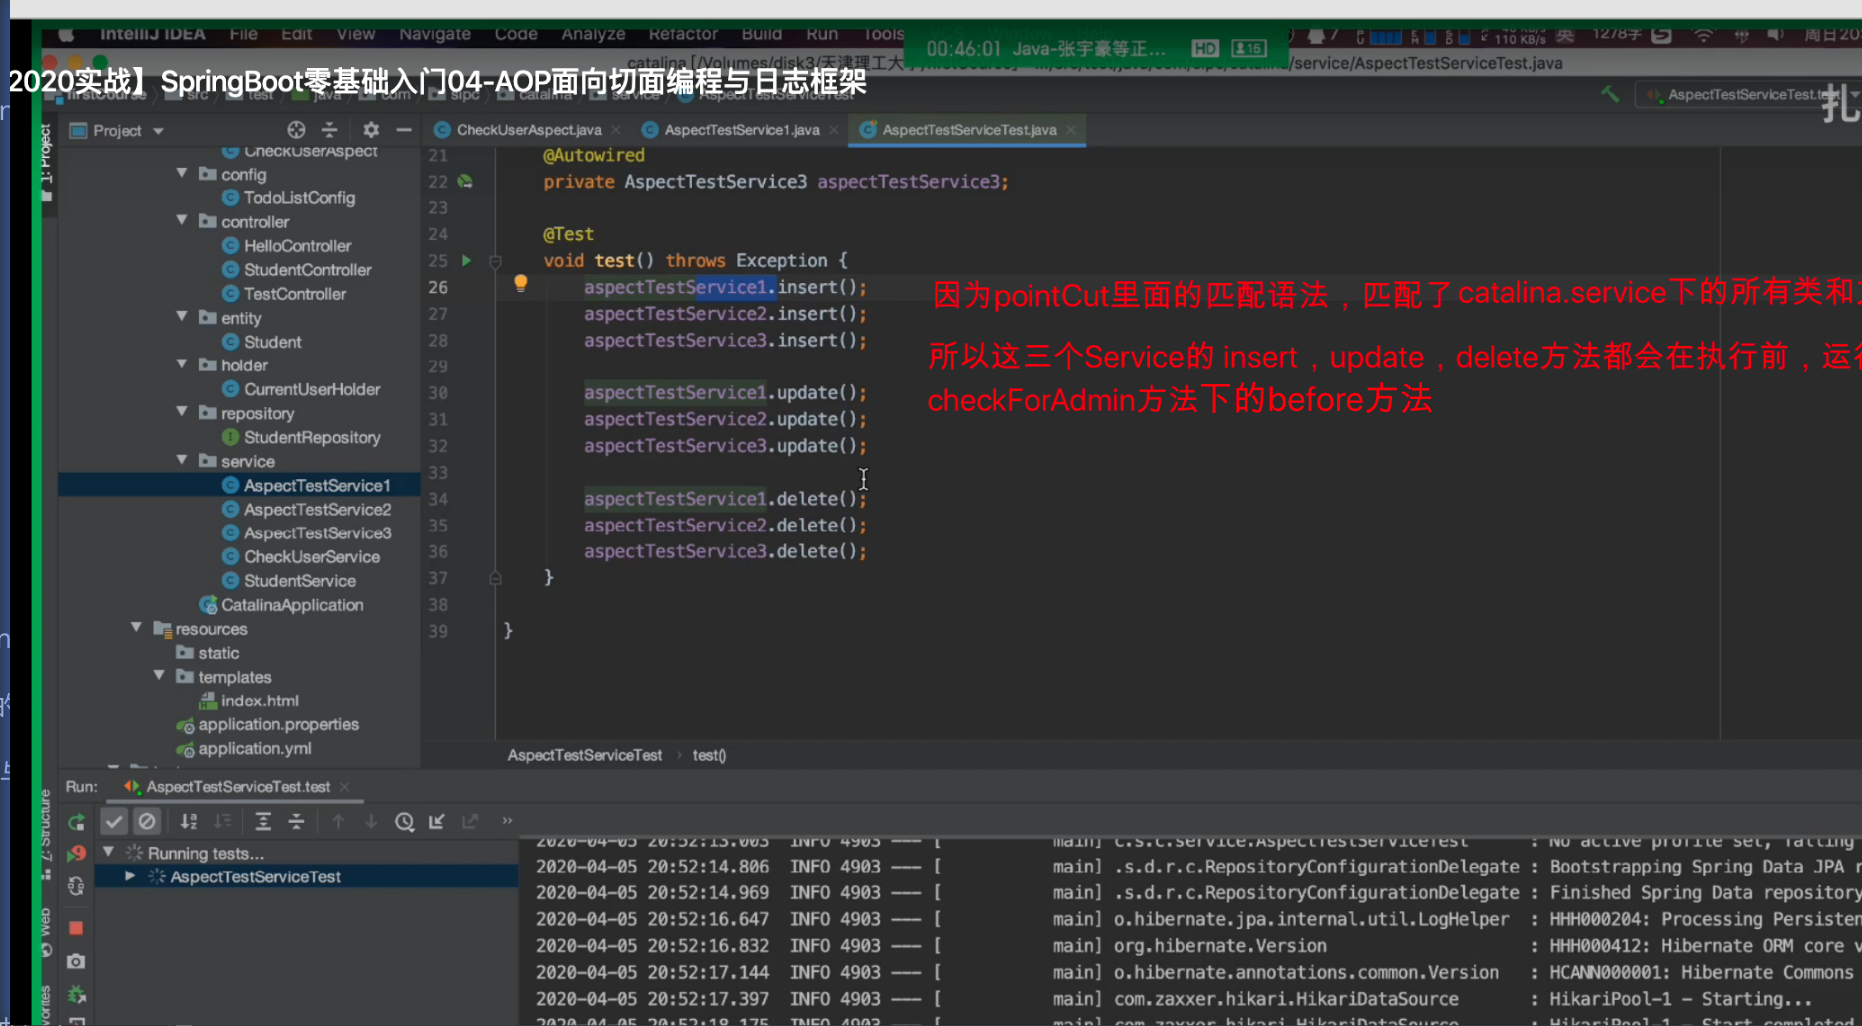 IntelliJ IDEA File Edit View Navigate Code Analyze Refactor Build Run Tools
00:46:01 Java-张宇豪等正... HD 15
110 KB/s 英 1278字
catalina [/Volumes/disk3/天津理工大
/service/AspectTestServiceTest.java
2020实战】SpringBoot零基础入门04-AOP面向切面编程与日志框架
AspectTestServiceTest.te
扎
1: Project
Project
CheckUserAspect.java
AspectTestService1.java
AspectTestServiceTest.java
CheckUserAspect
config
TodoListConfig
controller
HelloController
StudentController
TestController
entity
Student
holder
CurrentUserHolder
repository
StudentRepository
service
AspectTestService1
AspectTestService2
AspectTestService3
CheckUserService
StudentService
CatalinaApplication
resources
static
templates
index.html
application.properties
application.yml
21 @Autowired
22 private AspectTestService3 aspectTestService3;
23
24 @Test
25 void test() throws Exception {
26 aspectTestService1.insert();
27 aspectTestService2.insert();
28 aspectTestService3.insert();
29
30 aspectTestService1.update();
31 aspectTestService2.update();
32 aspectTestService3.update();
33
34 aspectTestService1.delete();
35 aspectTestService2.delete();
36 aspectTestService3.delete();
37 }
38
39 }
因为pointCut里面的匹配语法，匹配了catalina.service下的所有类和
所以这三个Service的 insert，update，delete方法都会在执行前，运
checkForAdmin方法下的before方法
AspectTestServiceTest › test()
Run: AspectTestServiceTest.test
Running tests...
AspectTestServiceTest
Z: Structure
Web
2020-04-05 20:52:13.003 INFO 4903 --- [ main] c.s.c.service.AspectTestServiceTest : No active profile set, falling
2020-04-05 20:52:14.806 INFO 4903 --- [ main] .s.d.r.c.RepositoryConfigurationDelegate : Bootstrapping Spring Data JPA r
2020-04-05 20:52:14.969 INFO 4903 --- [ main] .s.d.r.c.RepositoryConfigurationDelegate : Finished Spring Data repository
2020-04-05 20:52:16.647 INFO 4903 --- [ main] o.hibernate.jpa.internal.util.LogHelper : HHH000204: Processing Persisten
2020-04-05 20:52:16.832 INFO 4903 --- [ main] org.hibernate.Version : HHH000412: Hibernate ORM core v
2020-04-05 20:52:17.144 INFO 4903 --- [ main] o.hibernate.annotations.common.Version : HCANN000001: Hibernate Commons
2020-04-05 20:52:17.397 INFO 4903 --- [ main] com.zaxxer.hikari.HikariDataSource : HikariPool-1 - Starting...
2020-04-05 20:52:18.175 INFO 4903 --- [ main] com.zaxxer.hikari.HikariDataSource : HikariPool-1 - Start completed